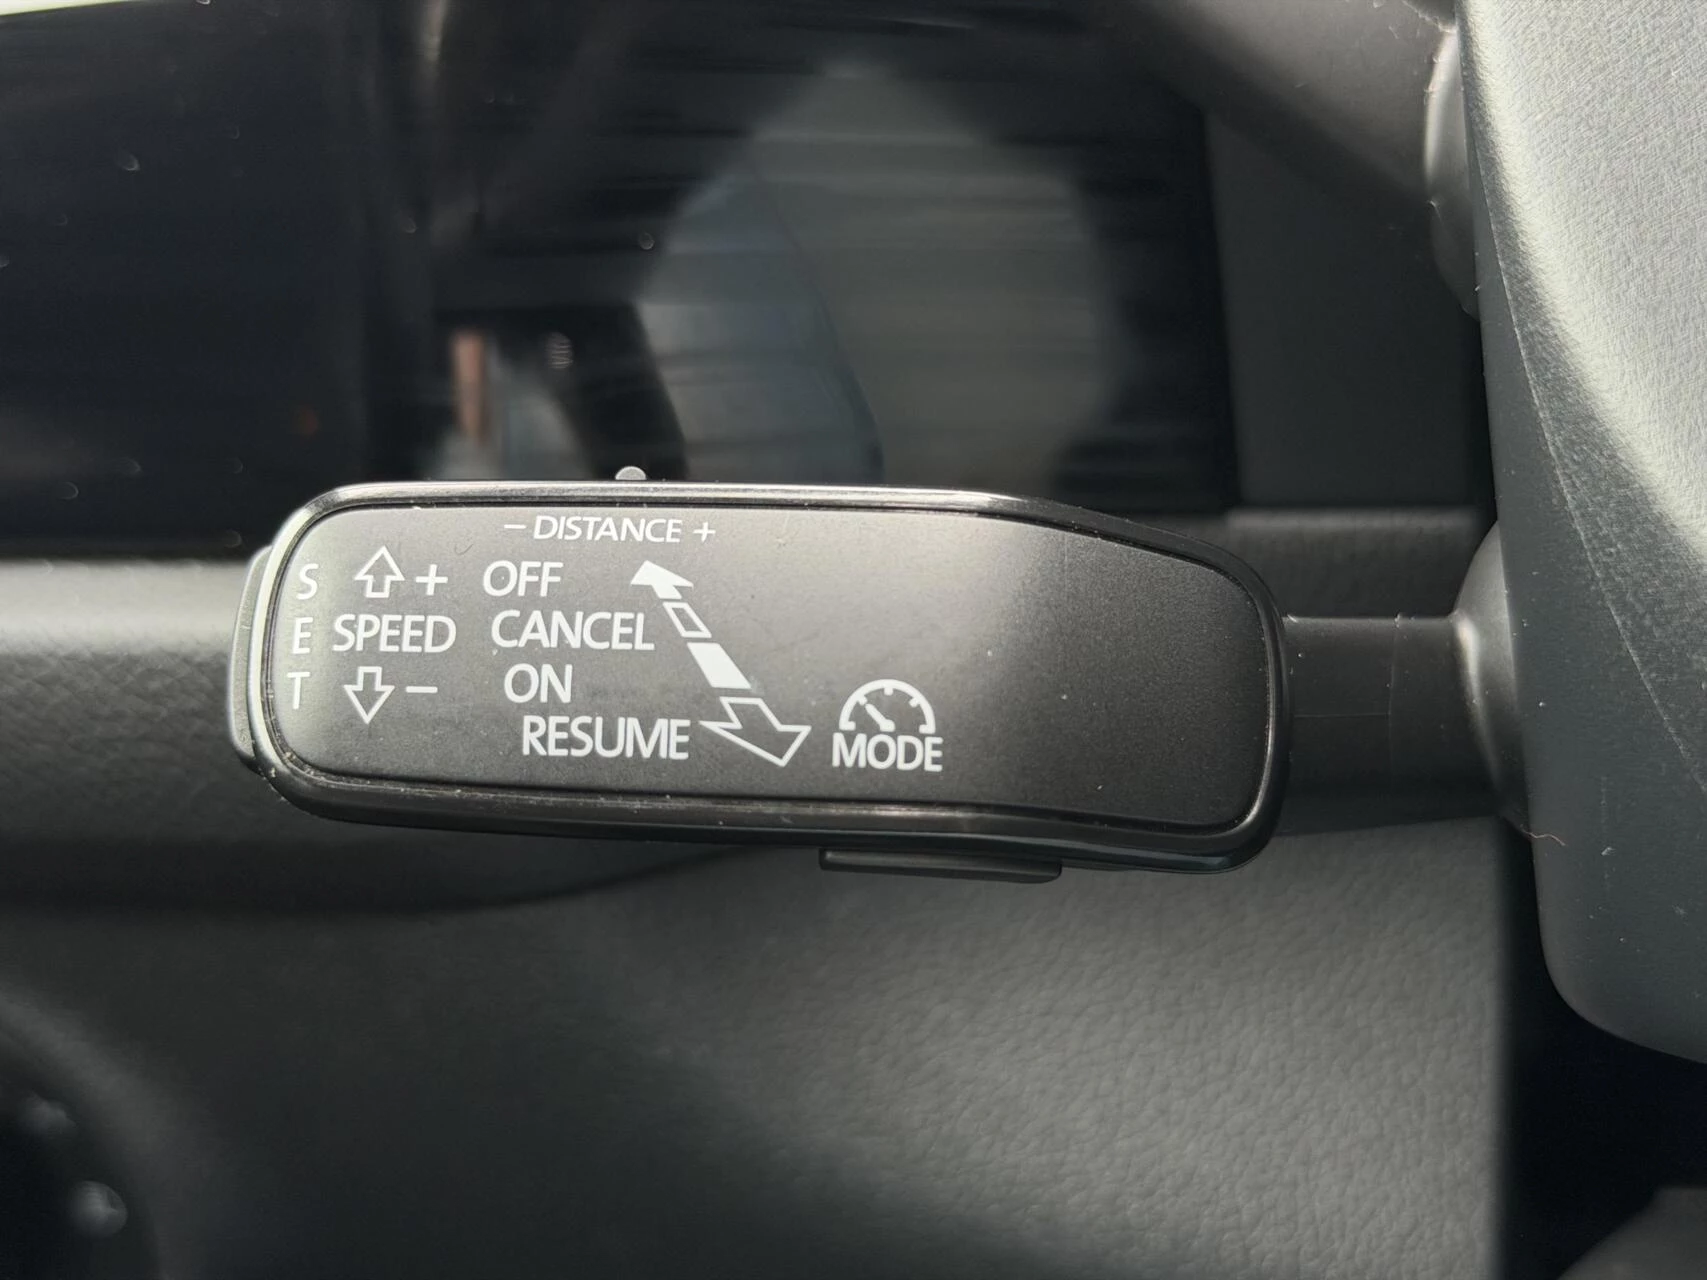 − DISTANCE +
S
E
T
+
SPEED
−
OFF
CANCEL
ON
RESUME
MODE